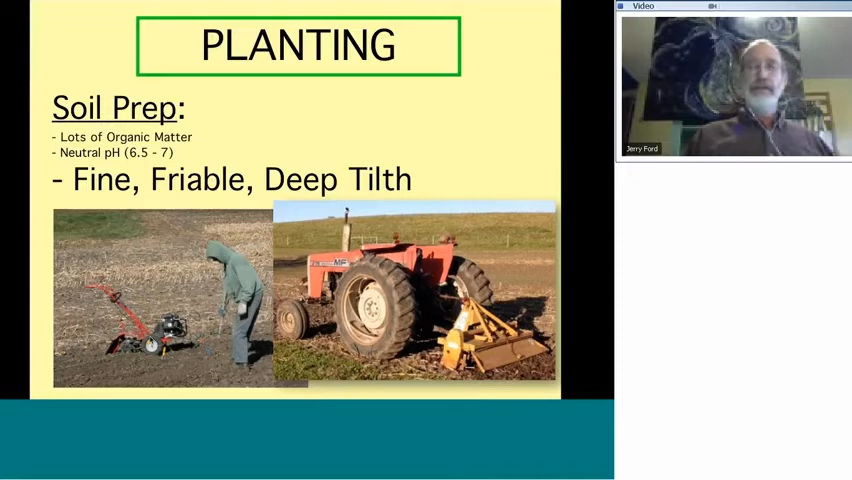 PLANTING
Soil Prep:
- Lots of Organic Matter
- Neutral pH (6.5 - 7)
- Fine, Friable, Deep Tilth
MF
Video
Jerry Ford